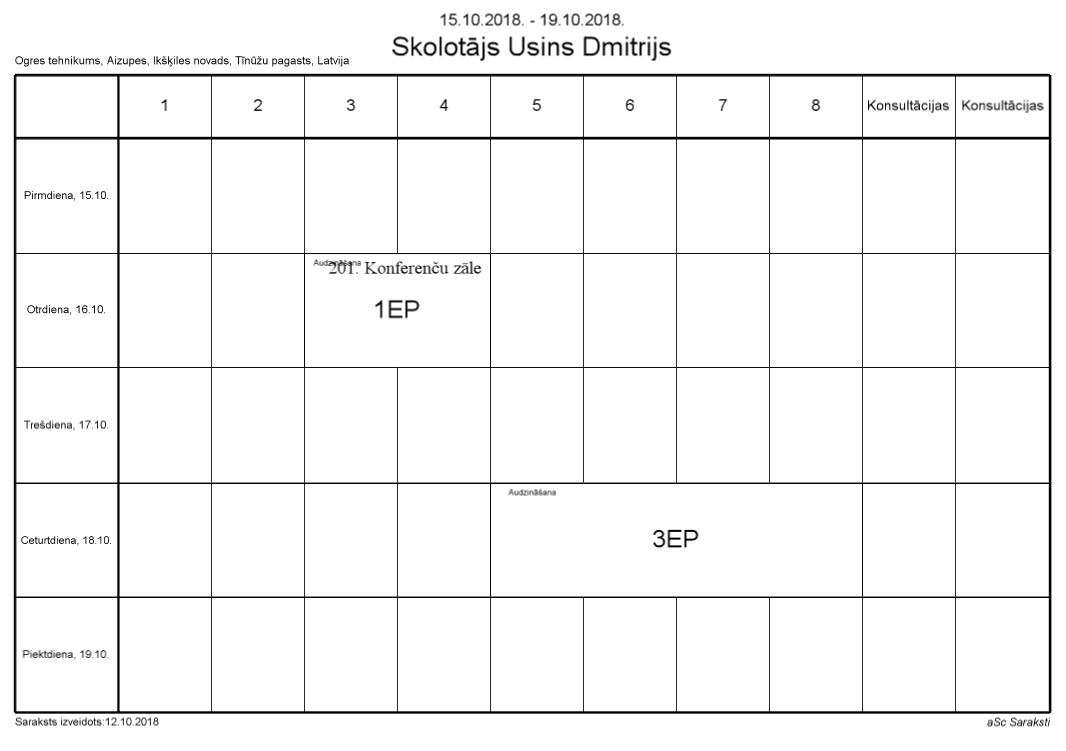 15.10.2018. - 19.10.2018.
Skolotājs Usins Dmitrijs
Ogres tehnikums, Aizupes, Ikšķiles novads, Tīnūžu pagasts, Latvija
1 2 3 4 5 6 7 8 Konsultācijas Konsultācijas
Pirmdiena, 15.10.
Audzināšana
201. Konferenču zāle
Otrdiena, 16.10. 1EP
Trešdiena, 17.10.
Audzināšana
Ceturtdiena, 18.10. 3EP
Piektdiena, 19.10.
Saraksts izveidots:12.10.2018 aSc Saraksti